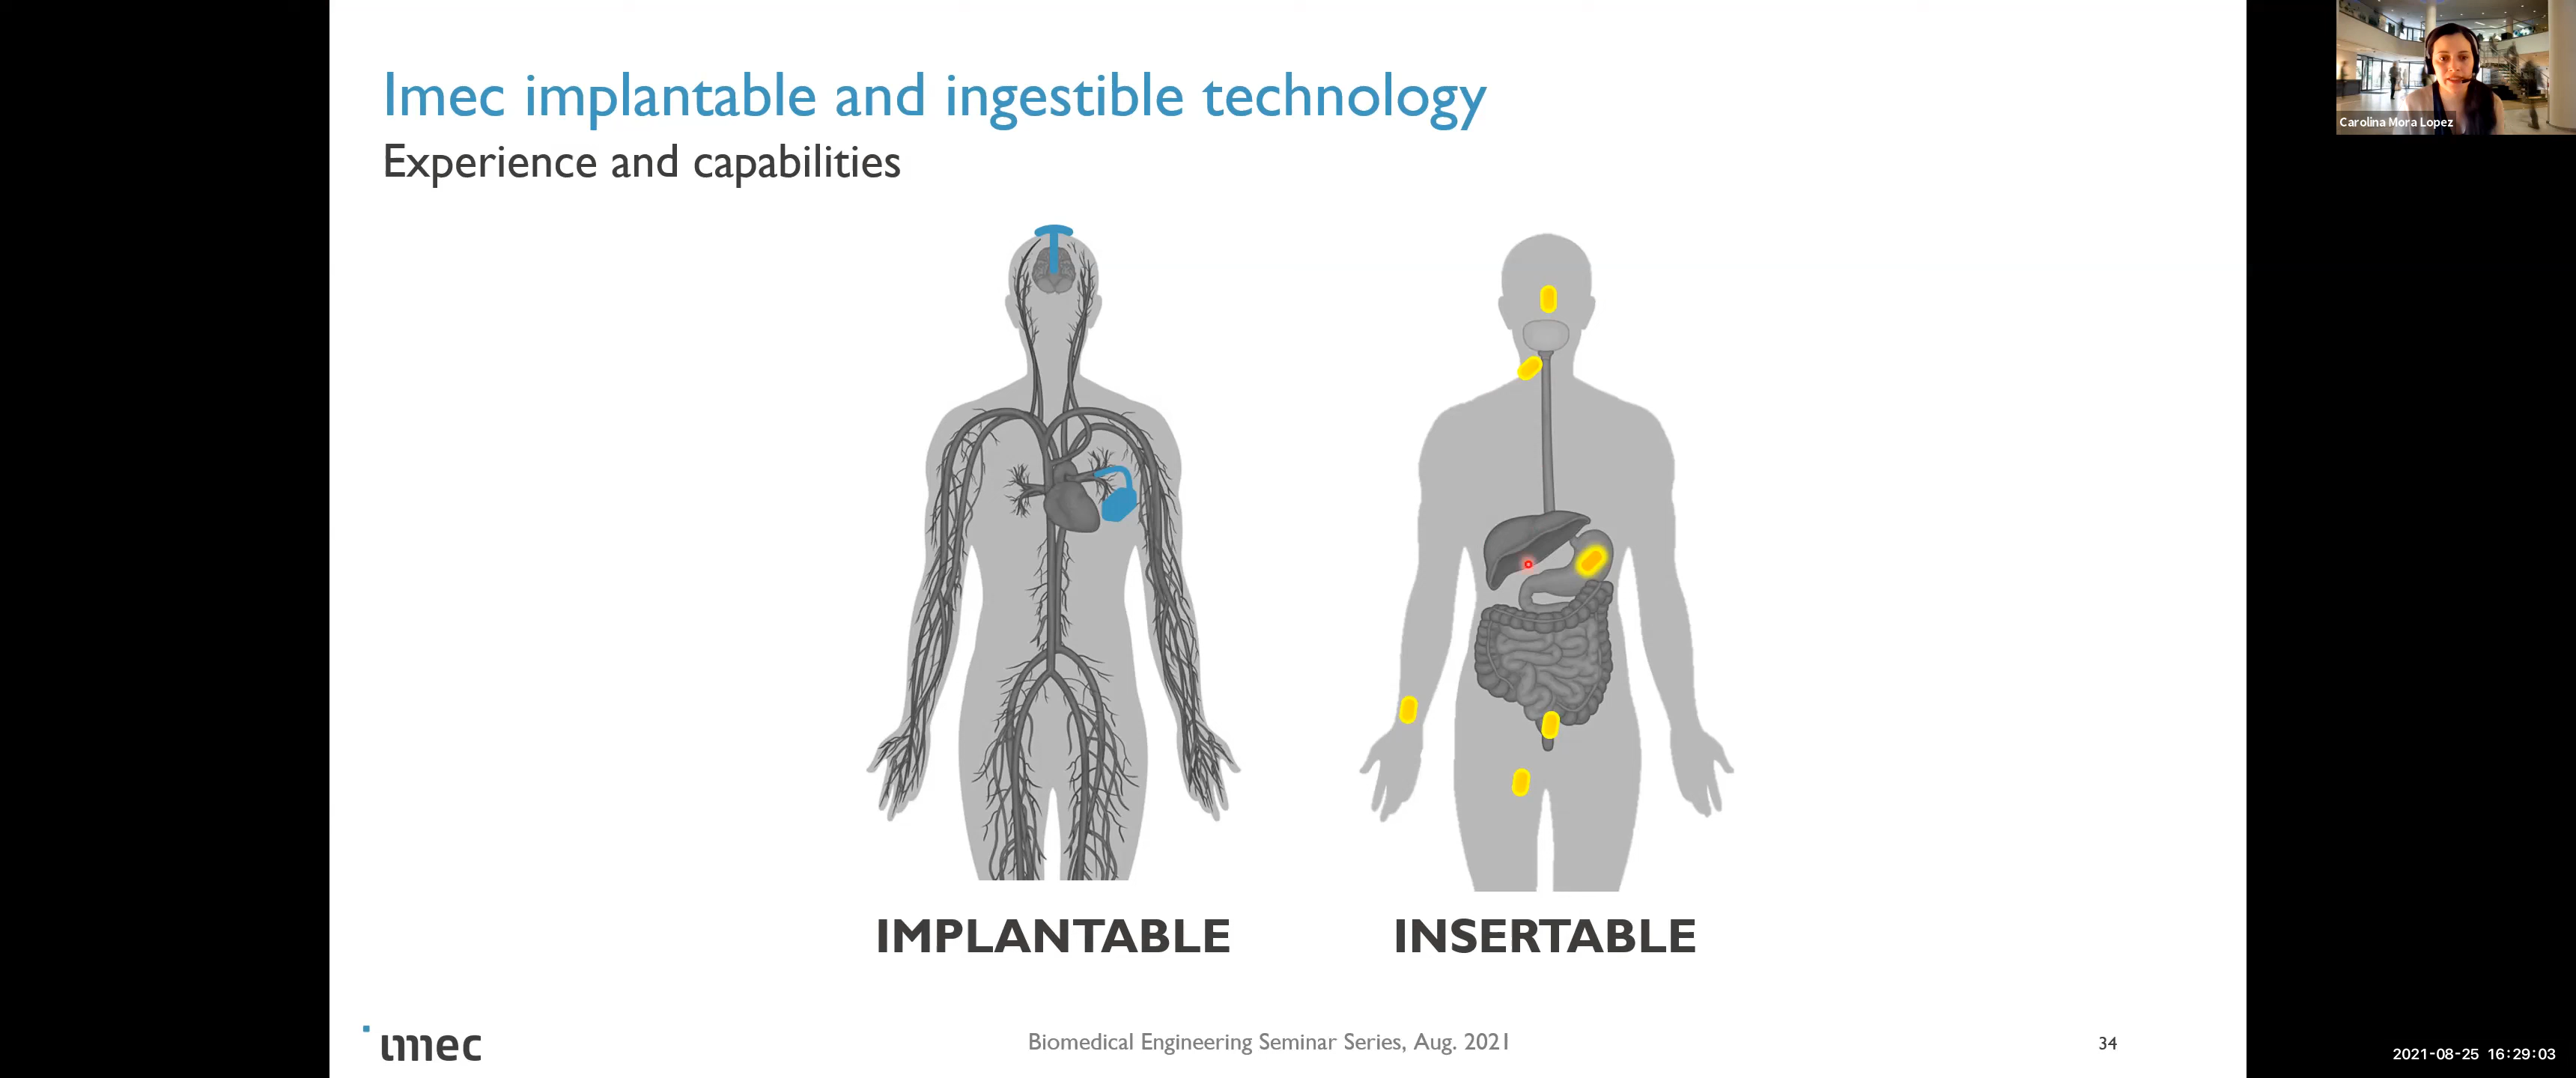 Imec implantable and ingestible technology
Experience and capabilities
Carolina Mora Lopez
IMPLANTABLE
INSERTABLE
imec
Biomedical Engineering Seminar Series, Aug. 2021
34
2021-08-25 16:29:03